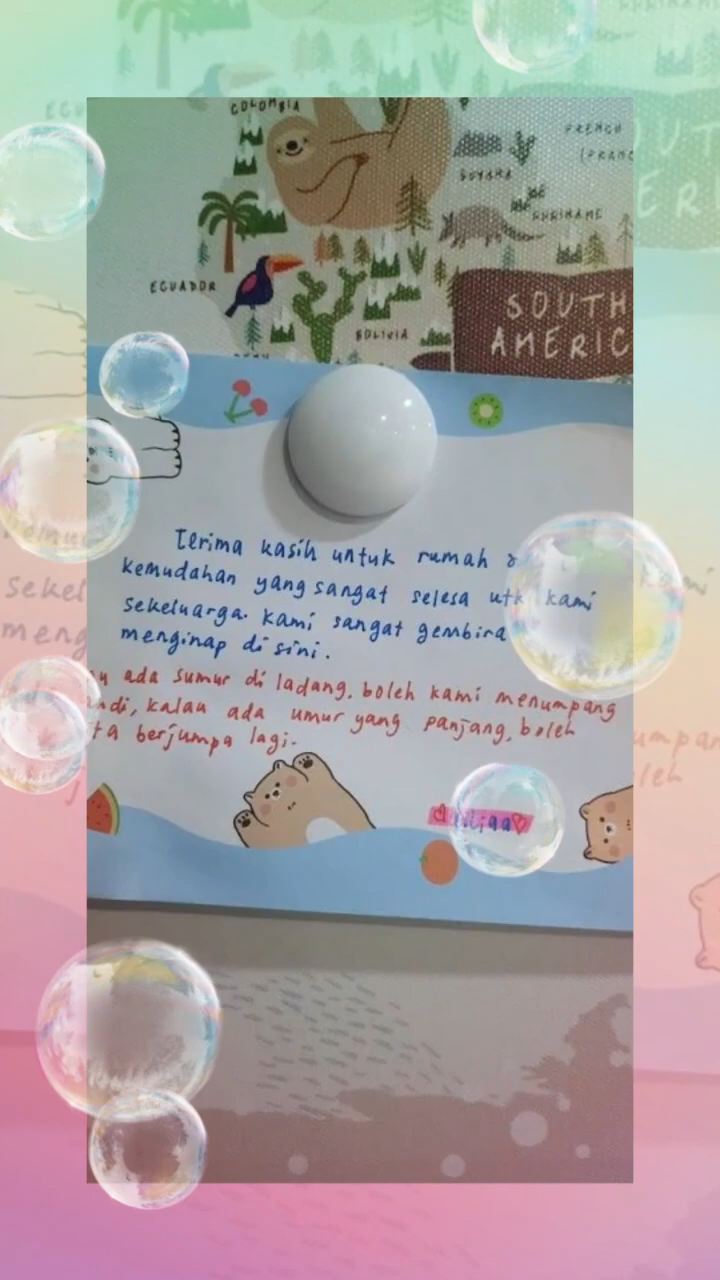 COLOMBIA
FRENCH
GUYANA
SURINAME
ECUADOR
BOLIVIA
SOUTH
AMERIC
Terima kasih untuk rumah &
kemudahan yang sangat selesa utk kami
sekeluarga. Kami sangat gembira
menginap di sini.
ada sumur di ladang, boleh kami menumpang
ndi, kalau ada umur yang panjang, boleh
ta berjumpa lagi.